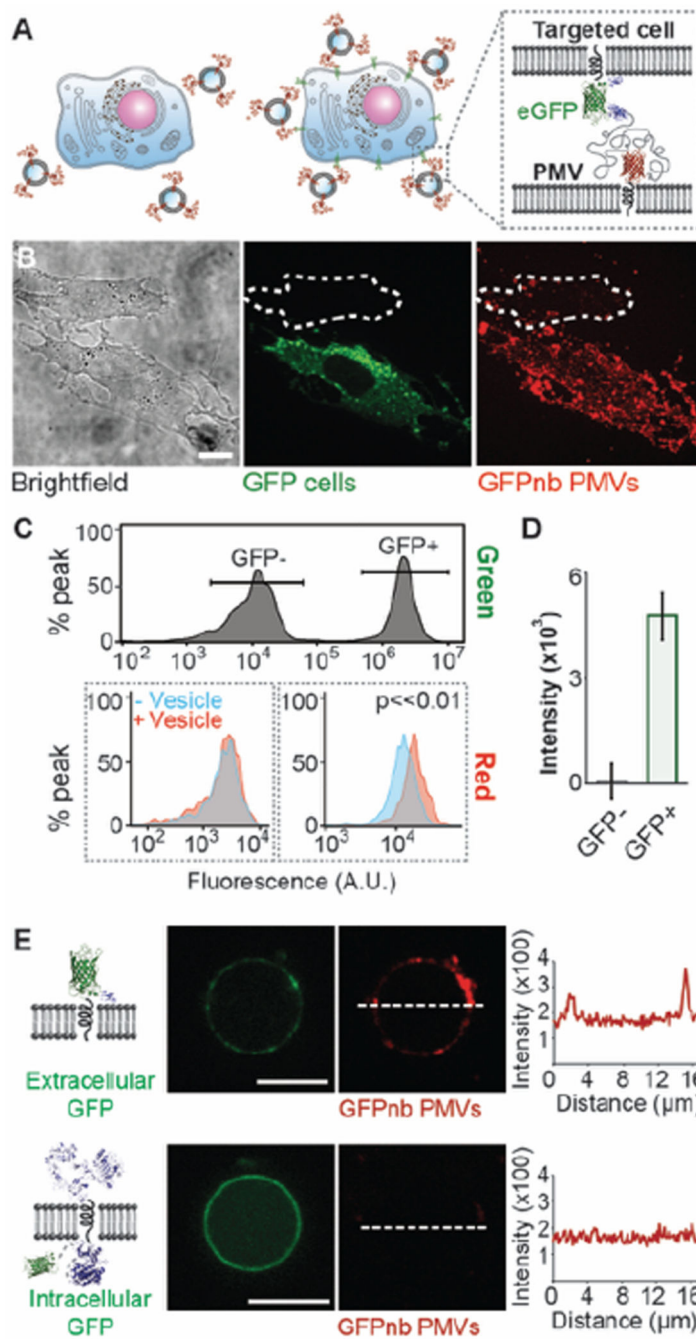 A
Targeted cell
eGFP
PMV
B
Brightfield
GFP cells
GFPnb PMVs
C
100
% peak
50
0
GFP-
GFP+
Green
10²
10³
10⁴
10⁵
10⁶
10⁷
100
- Vesicle
+ Vesicle
% peak
50
0
10²
10³
10⁴
100
p<<0.01
50
0
10³
10⁴
Red
Fluorescence (A.U.)
D
Intensity (x10³)
6
3
0
GFP-
GFP+
E
Extracellular
GFP
GFPnb PMVs
Intensity (x100)
4
3
2
1
0
4
8
12
16
Distance (µm)
Intracellular
GFP
GFPnb PMVs
Intensity (x100)
4
3
2
1
0
4
8
12
16
Distance (µm)